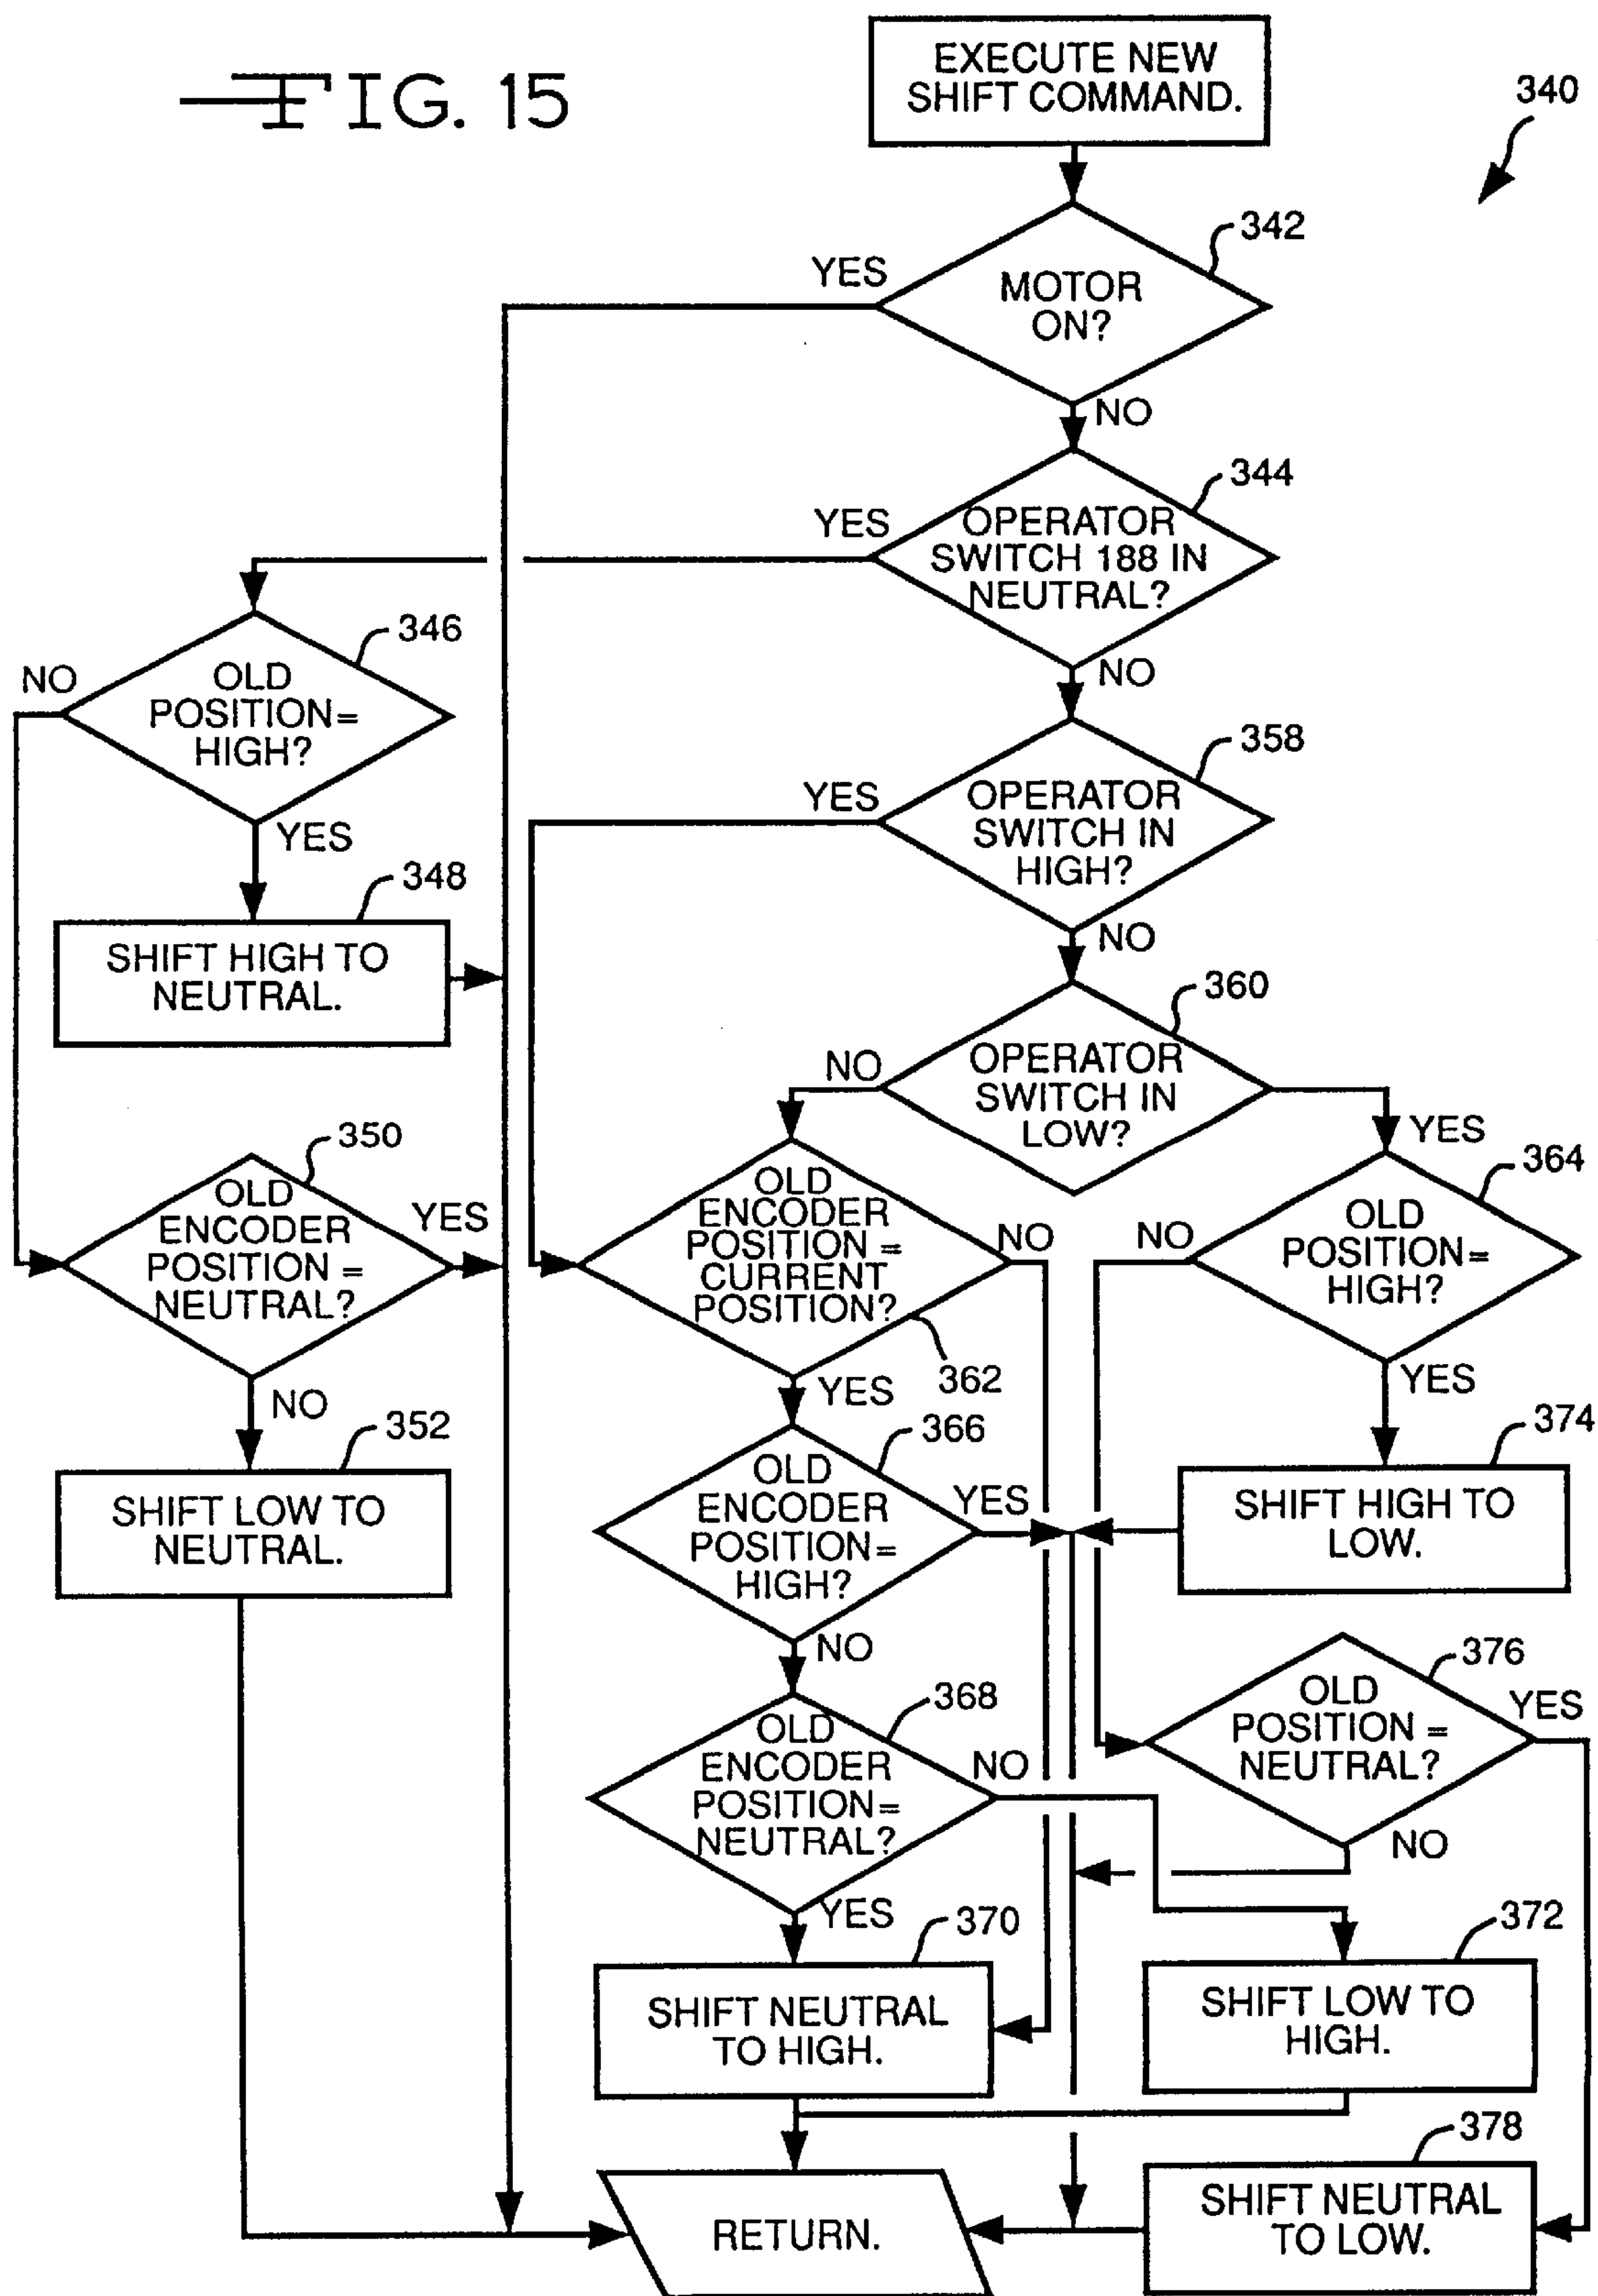 FIG. 15
EXECUTE NEW
SHIFT COMMAND.
340
342
YES
MOTOR
ON?
NO
344
YES
OPERATOR
SWITCH 188 IN
NEUTRAL?
NO
346
NO
OLD
POSITION=
HIGH?
YES
358
YES
OPERATOR
SWITCH IN
HIGH?
NO
348
SHIFT HIGH TO
NEUTRAL.
360
NO
OPERATOR
SWITCH IN
LOW?
YES
350
OLD
ENCODER
POSITION =
NEUTRAL?
YES
NO
OLD
ENCODER
POSITION =
CURRENT
POSITION?
NO
362
YES
364
NO
OLD
POSITION=
HIGH?
YES
352
SHIFT LOW TO
NEUTRAL.
366
OLD
ENCODER
POSITION=
HIGH?
YES
NO
374
SHIFT HIGH TO
LOW.
376
OLD
POSITION =
NEUTRAL?
YES
NO
368
OLD
ENCODER
POSITION=
NEUTRAL?
NO
YES
370
SHIFT NEUTRAL
TO HIGH.
372
SHIFT LOW TO
HIGH.
378
SHIFT NEUTRAL
TO LOW.
RETURN.